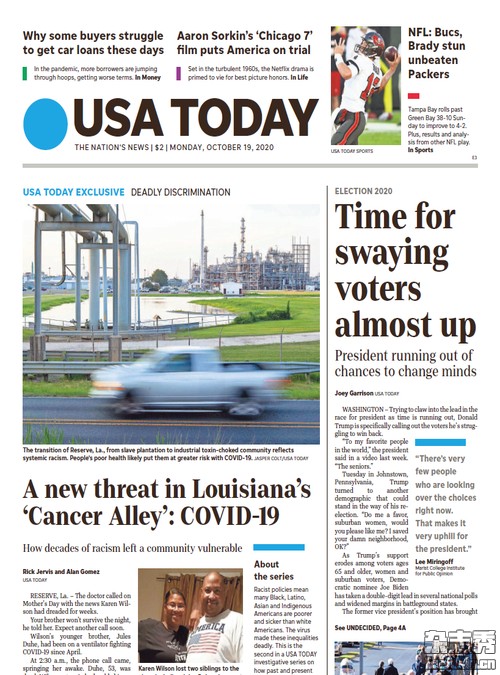 Why some buyers struggle
to get car loans these days
In the pandemic, more borrowers are jumping
through hoops, getting worse terms. In Money
Aaron Sorkin's ‘Chicago 7’
film puts America on trial
Set in the turbulent 1960s, the Netflix drama is
primed to vie for best picture honors. In Life
USA TODAY SPORTS
NFL: Bucs,
Brady stun
unbeaten
Packers
Tampa Bay rolls past
Green Bay 38-10 Sun-
day to improve to 4-2.
Plus, results and analy-
sis from other NFL play.
In Sports
E3
USA TODAY
THE NATION'S NEWS | $2 | MONDAY, OCTOBER 19, 2020
USA TODAY EXCLUSIVE DEADLY DISCRIMINATION
The transition of Reserve, La., from slave plantation to industrial toxin-choked community reflects
systemic racism. People's poor health likely put them at greater risk with COVID-19. JASPER COLT/USA TODAY
A new threat in Louisiana's
‘Cancer Alley’: COVID-19
How decades of racism left a community vulnerable
Rick Jervis and Alan Gomez
USA TODAY
RESERVE, La. – The doctor called on
Mother's Day with the news Karen Wil-
son had dreaded for weeks.
Your brother won't survive the night,
he told her. Expect another call soon.
Wilson's younger brother, Jules
Duhe, had been on a ventilator fighting
COVID-19 since April.
At 2:30 a.m., the phone call came,
springing her awake. Duhe, 53, was
Karen Wilson lost two siblings to the
About
the series
Racist policies mean
many Black, Latino,
Asian and Indigenous
Americans are poorer
and sicker than white
Americans. The virus
made these inequalities
deadly. This is the
second in a USA TODAY
investigative series on
how past and present
ELECTION 2020
Time for
swaying
voters
almost up
President running out of
chances to change minds
Joey Garrison USA TODAY
WASHINGTON – Trying to claw into the lead in the
race for president as time is running out, Donald
Trump is specifically calling out the voters he's strug-
gling to win back.
“To my favorite people
in the world,” the president
said in a video last week.
“The seniors.”
Tuesday in Johnstown,
Pennsylvania, Trump
turned to another
demographic that could
stand in the way of his re-
election. “Do me a favor,
suburban women, would
you please like me? I saved
your damn neighborhood,
OK?”
As Trump's support
erodes among voters ages
65 and older, women and
suburban voters, Demo-
cratic nominee Joe Biden
has taken a double-digit lead in several national polls
and widened margins in battleground states.
The former vice president's position has brought
“There's very
few people
who are looking
over the choices
right now.
That makes it
very uphill for
the president.”
Lee Miringoff
Marist College Institute
for Public Opinion
See UNDECIDED, Page 4A
杂志秀